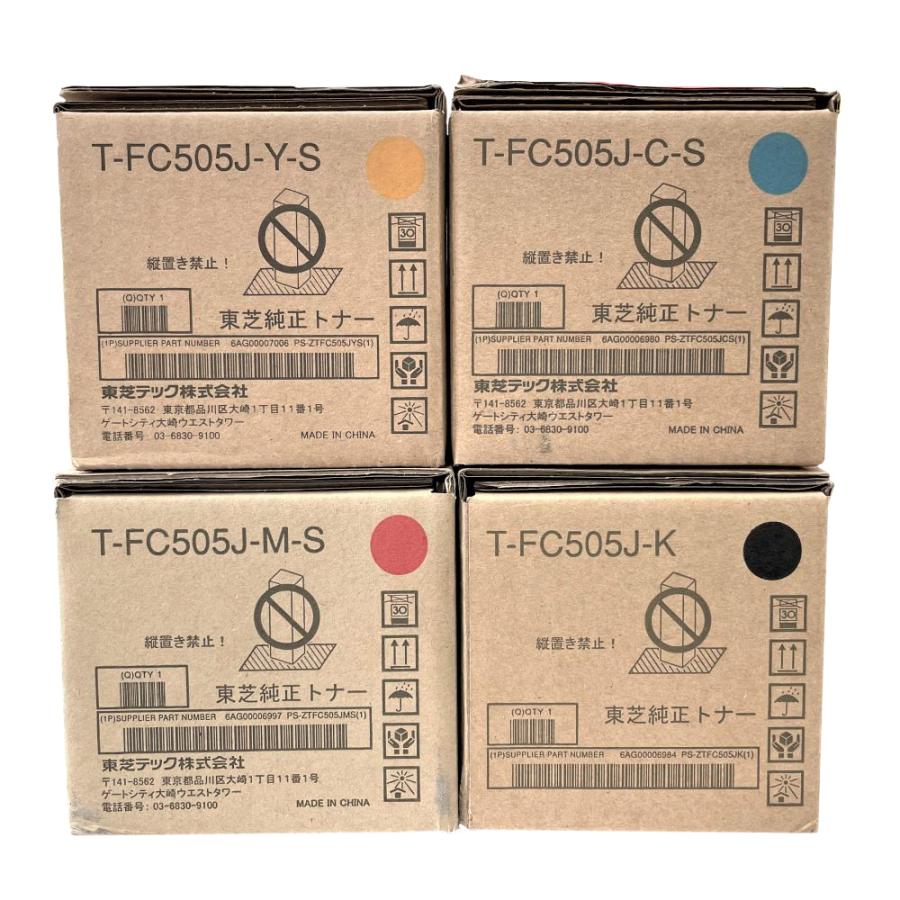 T-FC505J-Y-S
30
縦置き禁止！
(Q)QTY 1
東芝純正トナー
(1P)SUPPLIER PART NUMBER 6AG00007006 PS-ZTFC505JYS(1)
東芝テック株式会社
〒141-8562 東京都品川区大崎1丁目11番1号
ゲートシティ大崎ウエストタワー
電話番号: 03-6830-9100 MADE IN CHINA
T-FC505J-C-S
30
縦置き禁止！
(Q)QTY 1
東芝純正トナー
(1P)SUPPLIER PART NUMBER 6AG00006980 PS-ZTFC505JCS(1)
東芝テック株式会社
〒141-8562 東京都品川区大崎1丁目11番1号
ゲートシティ大崎ウエストタワー
電話番号: 03-6830-9100 MADE IN CHINA
T-FC505J-M-S
30
縦置き禁止！
(Q)QTY 1
東芝純正トナー
(1P)SUPPLIER PART NUMBER 6AG00006997 PS-ZTFC505JMS(1)
東芝テック株式会社
〒141-8562 東京都品川区大崎1丁目11番1号
ゲートシティ大崎ウエストタワー
電話番号: 03-6830-9100 MADE IN CHINA
T-FC505J-K
30
縦置き禁止！
(Q)QTY 1
東芝純正トナー
(1P)SUPPLIER PART NUMBER 6AG00006984 PS-ZTFC505JK(1)